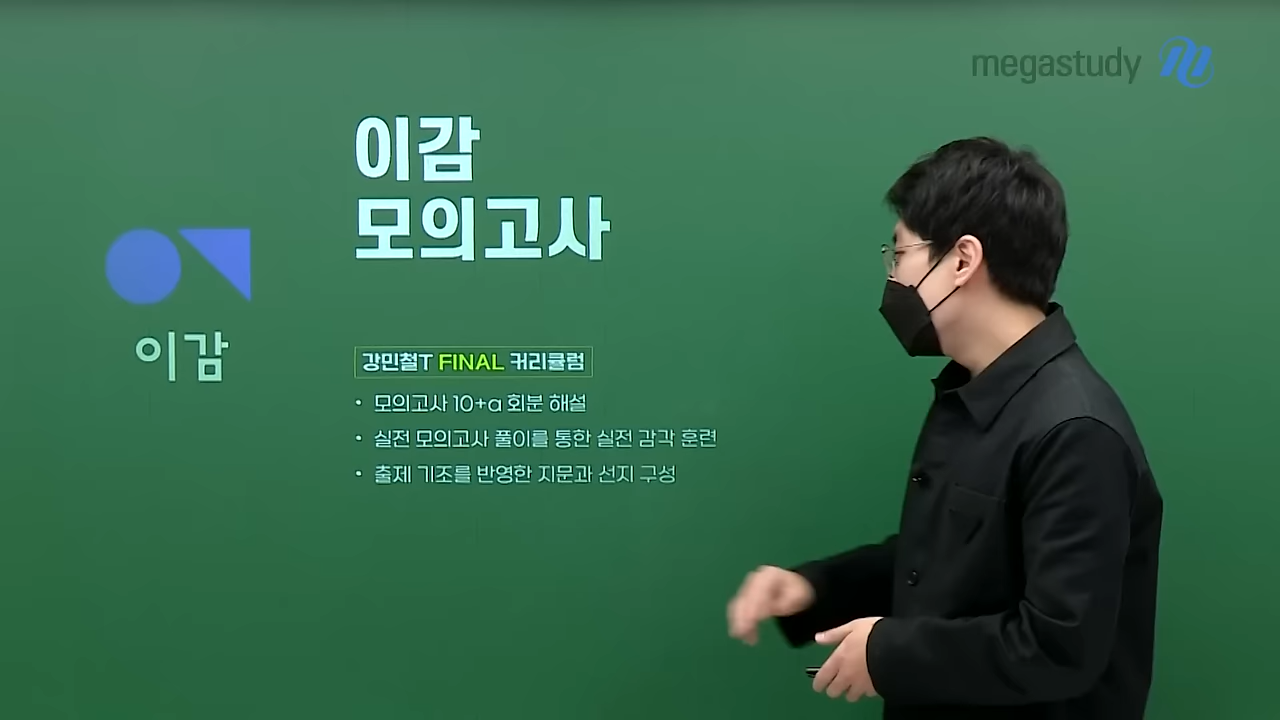 megastudy
이감
모의고사
이감
강민철T FINAL 커리큘럼
• 모의고사 10+α 회분 해설
• 실전 모의고사 풀이를 통한 실전 감각 훈련
• 출제 기조를 반영한 지문과 선지 구성